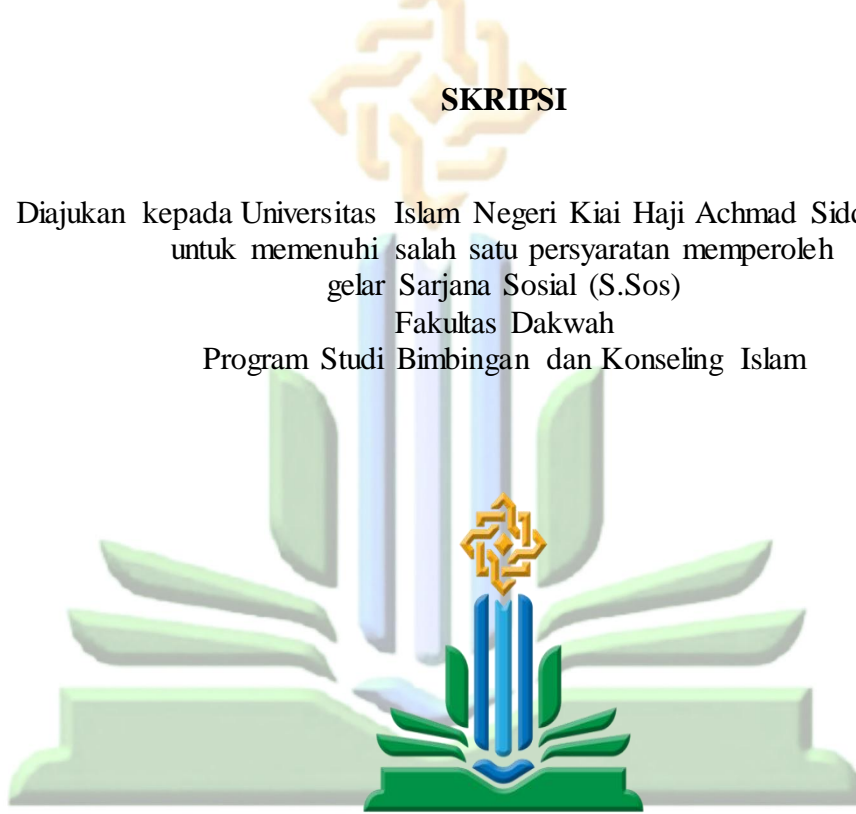 SKRIPSI
Diajukan kepada Universitas Islam Negeri Kiai Haji Achmad
untuk memenuhi salah satu persyaratan memperoleh
gelar Sarjana Sosial (S.Sos)
Fakultas Dakwah
Program Studi Bimbingan dan Konseling Islam